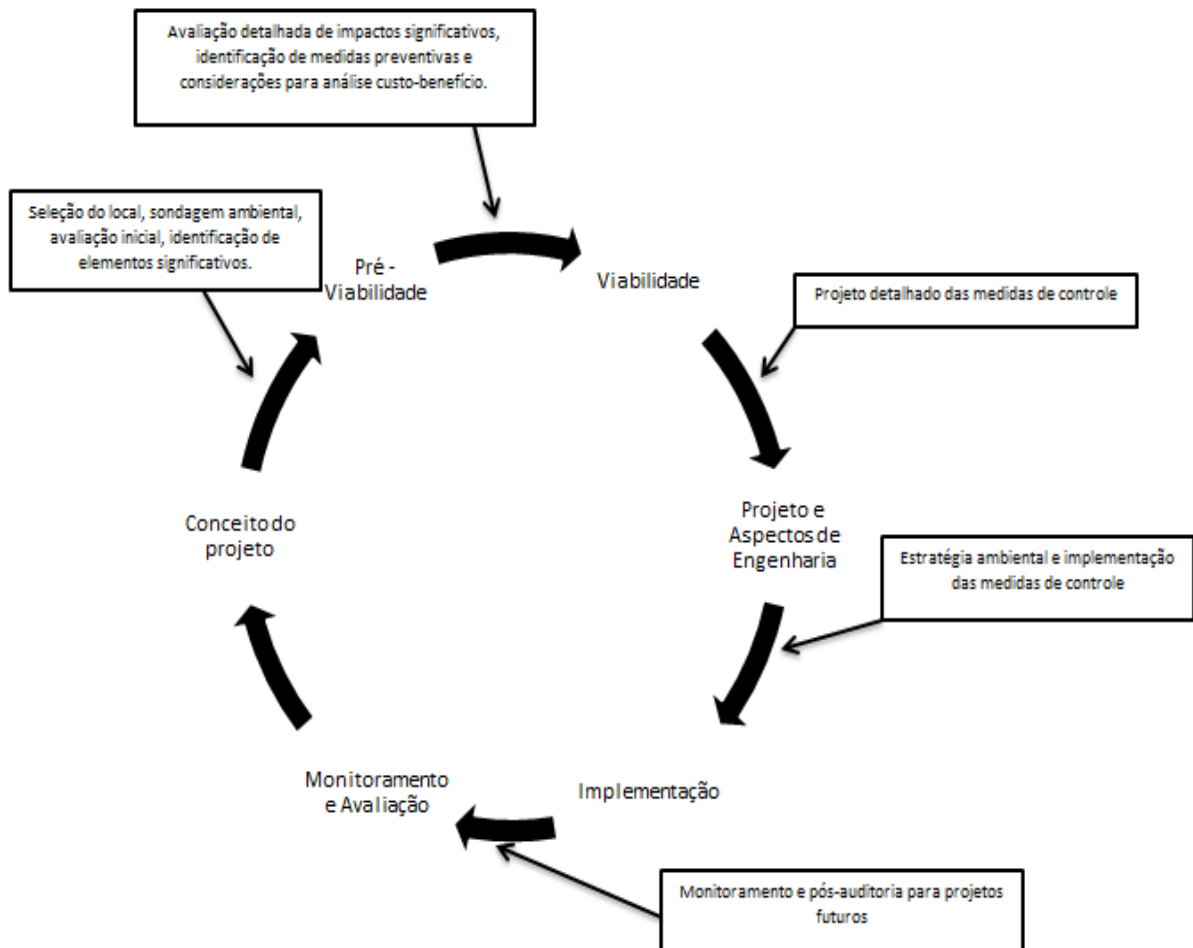 Avaliação detalhada de impactos significativos,
identificação de medidas preventivas e
considerações para análise custo-benefício.
Seleção do local, sondagem ambiental,
avaliação inicial, identificação de
elementos significativos.
Pré -
Viabilidade
Viabilidade
Projeto detalhado das medidas de controle
Projeto e
Aspectos de
Engenharia
Estratégia ambiental e implementação
das medidas de controle
Conceito do
projeto
Monitoramento
e Avaliação
Implementação
Monitoramento e pós-auditoria para projetos
futuros